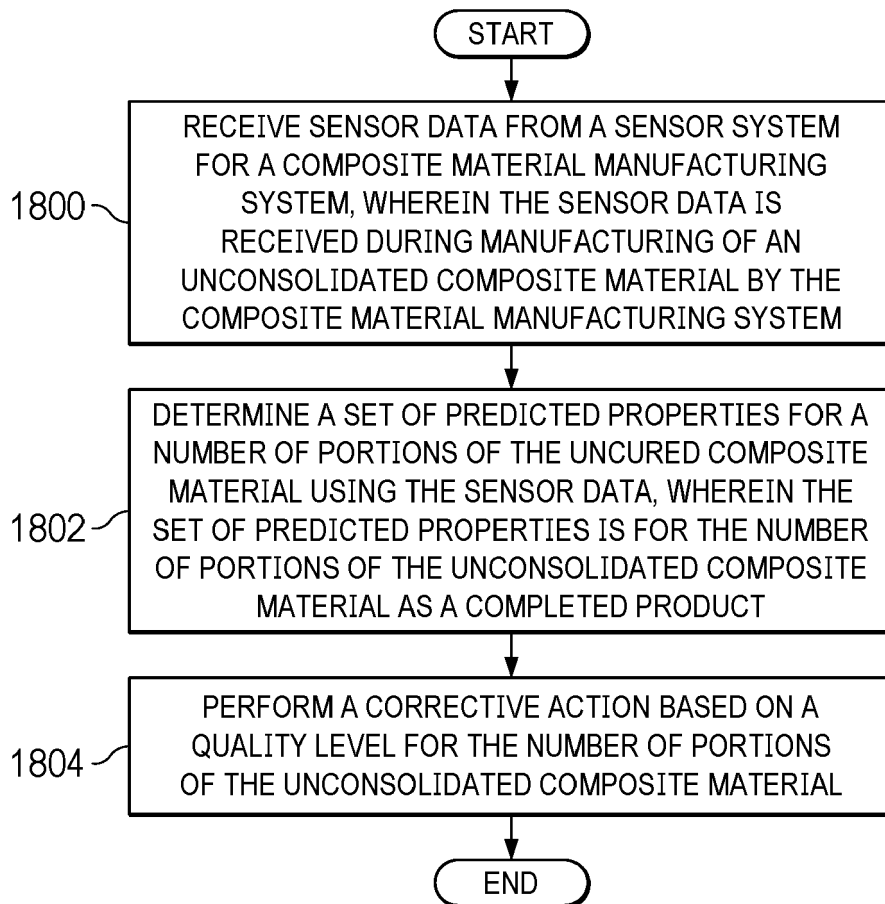 START
RECEIVE SENSOR DATA FROM A SENSOR SYSTEM
FOR A COMPOSITE MATERIAL MANUFACTURING
SYSTEM, WHEREIN THE SENSOR DATA IS
RECEIVED DURING MANUFACTURING OF AN
UNCONSOLIDATED COMPOSITE MATERIAL BY THE
COMPOSITE MATERIAL MANUFACTURING SYSTEM
1800
DETERMINE A SET OF PREDICTED PROPERTIES FOR A
NUMBER OF PORTIONS OF THE UNCURED COMPOSITE
MATERIAL USING THE SENSOR DATA, WHEREIN THE
SET OF PREDICTED PROPERTIES IS FOR THE NUMBER
OF PORTIONS OF THE UNCONSOLIDATED COMPOSITE
MATERIAL AS A COMPLETED PRODUCT
1802
PERFORM A CORRECTIVE ACTION BASED ON A
QUALITY LEVEL FOR THE NUMBER OF PORTIONS
OF THE UNCONSOLIDATED COMPOSITE MATERIAL
1804
END